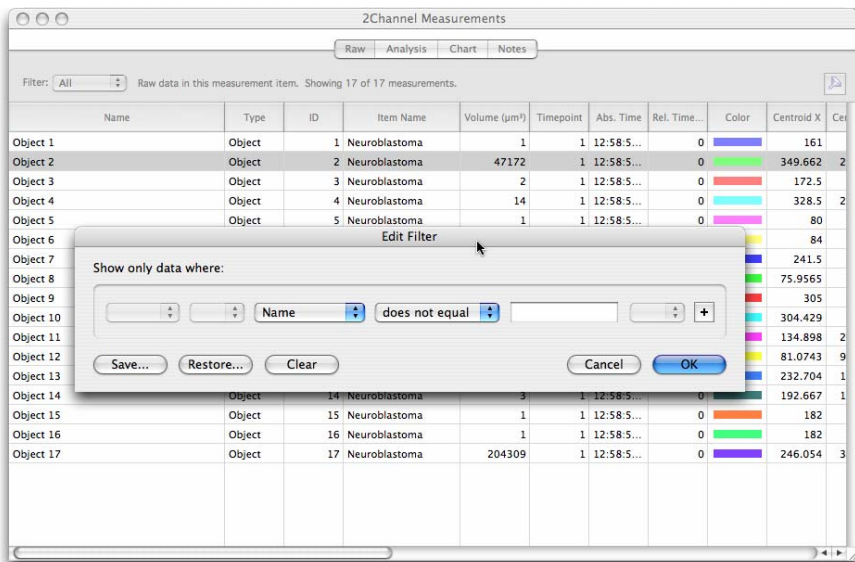 2Channel Measurements
Raw Analysis Chart Notes
Filter: All Raw data in this measurement item. Showing 17 of 17 measurements.
Name Type ID Item Name Volume (µm³) Timepoint Abs. Time Rel. Time... Color Centroid X Cei
Object 1 Object 1 Neuroblastoma 1 1 12:58:5... 0 161
Object 2 Object 2 Neuroblastoma 47172 1 12:58:5... 0 349.662 2
Object 3 Object 3 Neuroblastoma 2 1 12:58:5... 0 172.5
Object 4 Object 4 Neuroblastoma 14 1 12:58:5... 0 328.5 2
Object 5 Object 5 Neuroblastoma 1 1 12:58:5... 0 80
Object 6 84
Object 7 241.5
Object 8 75.9565
Object 9 305
Object 10 304.429
Object 11 134.898 2
Object 12 81.0743 9
Object 13 232.704 1
Object 14 Object 14 Neuroblastoma 3 1 12:58:5... 0 192.667 1
Object 15 Object 15 Neuroblastoma 1 1 12:58:5... 0 182
Object 16 Object 16 Neuroblastoma 1 1 12:58:5... 0 182
Object 17 Object 17 Neuroblastoma 204309 1 12:58:5... 0 246.054 3
Edit Filter
Show only data where:
Name does not equal +
Save... Restore... Clear Cancel OK